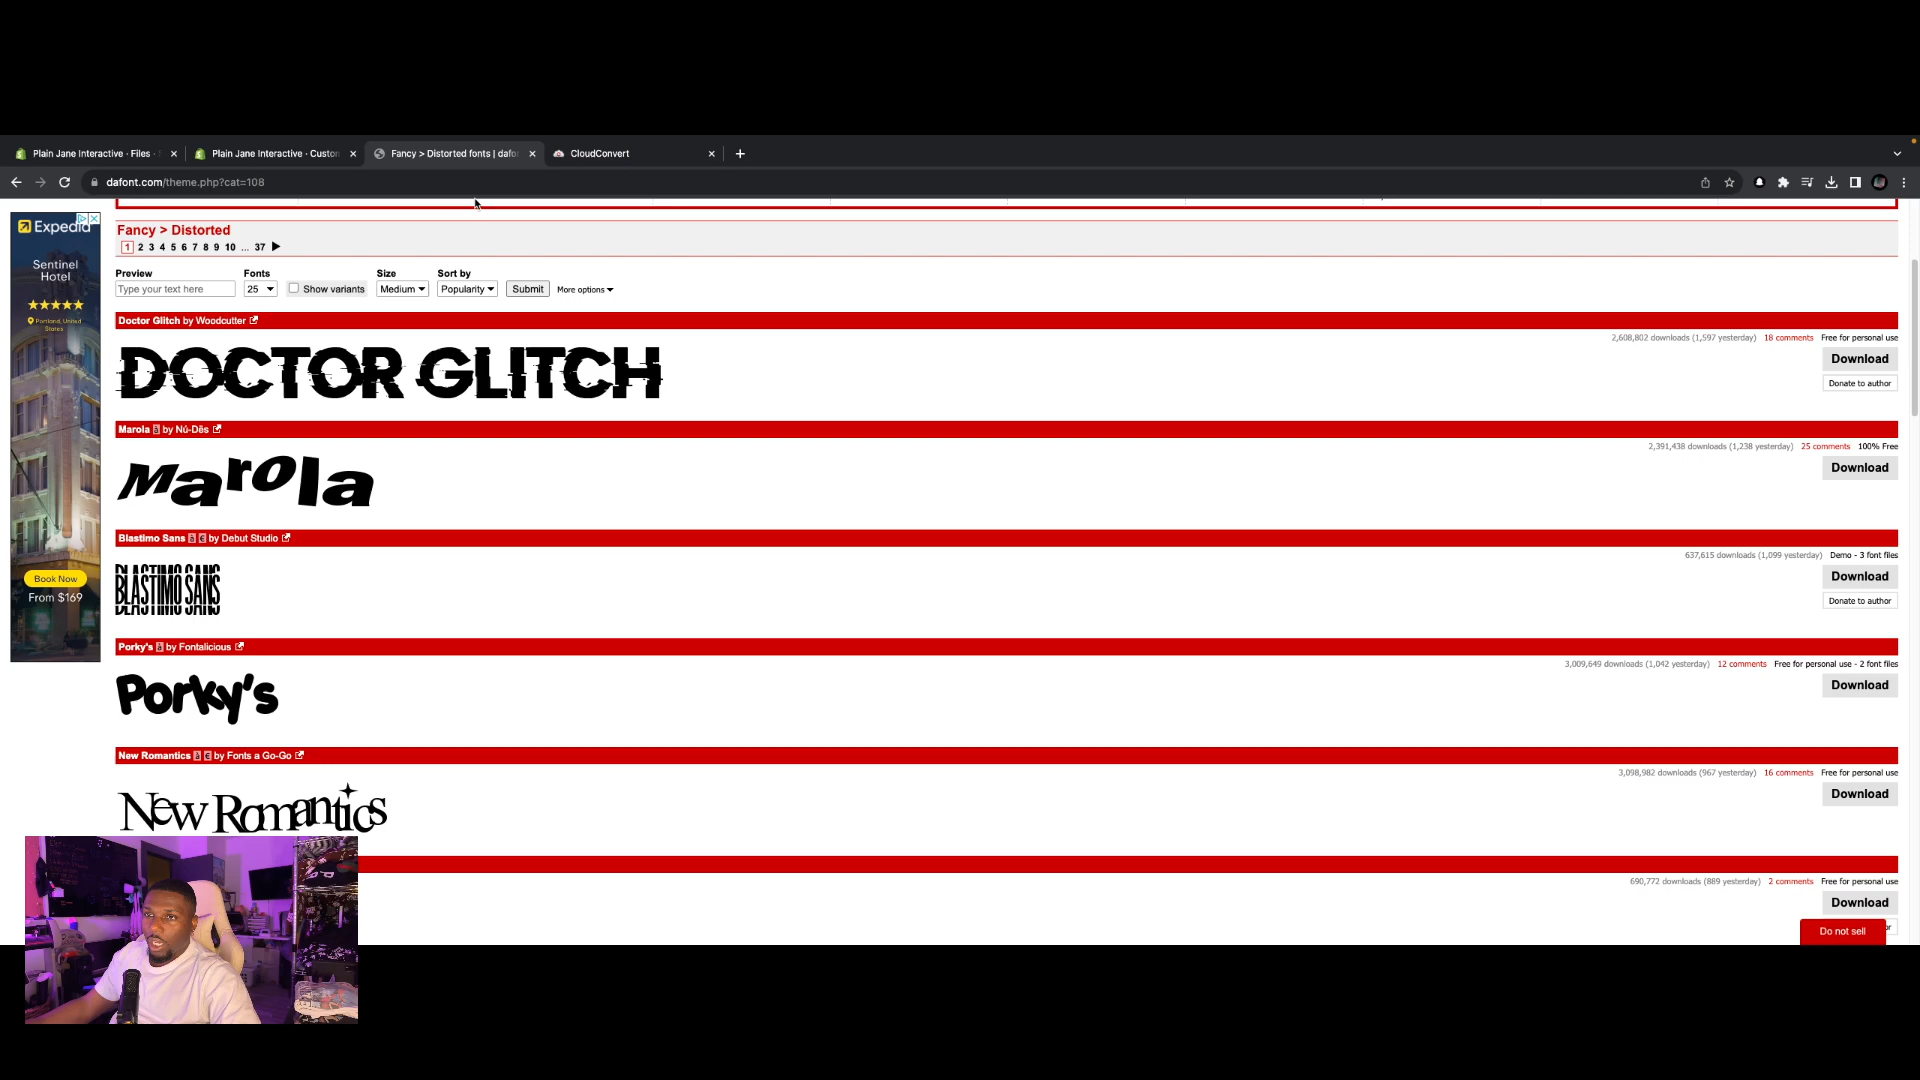 Plain Jane Interactive · Files ·
Plain Jane Interactive · Custon
Fancy > Distorted fonts | dafo
CloudConvert
dafont.com/theme.php?cat=108
Expedia
Sentinel
Hotel
Portland, United
States
Book Now
From $169
Fancy > Distorted
1 2 3 4 5 6 7 8 9 10 ... 37
Preview Fonts Size Sort by
Type your text here 25 Show variants Medium Popularity Submit More options
Doctor Glitch by Woodcutter
2,608,802 downloads (1,597 yesterday) 18 comments Free for personal use
DOCTOR GLITCH
Download
Donate to author
Marola à by Nú-Dës
2,391,438 downloads (1,238 yesterday) 25 comments 100% Free
Marola
Download
Blastimo Sans à € by Debut Studio
637,615 downloads (1,099 yesterday) Demo - 3 font files
BLASTIMO SANS
Download
Donate to author
Porky's à by Fontalicious
3,009,649 downloads (1,042 yesterday) 12 comments Free for personal use - 2 font files
Porky's
Download
New Romantics à € by Fonts a Go-Go
3,098,982 downloads (967 yesterday) 16 comments Free for personal use
New Romantics
Download
690,772 downloads (889 yesterday) 2 comments Free for personal use
Download
Do not sell